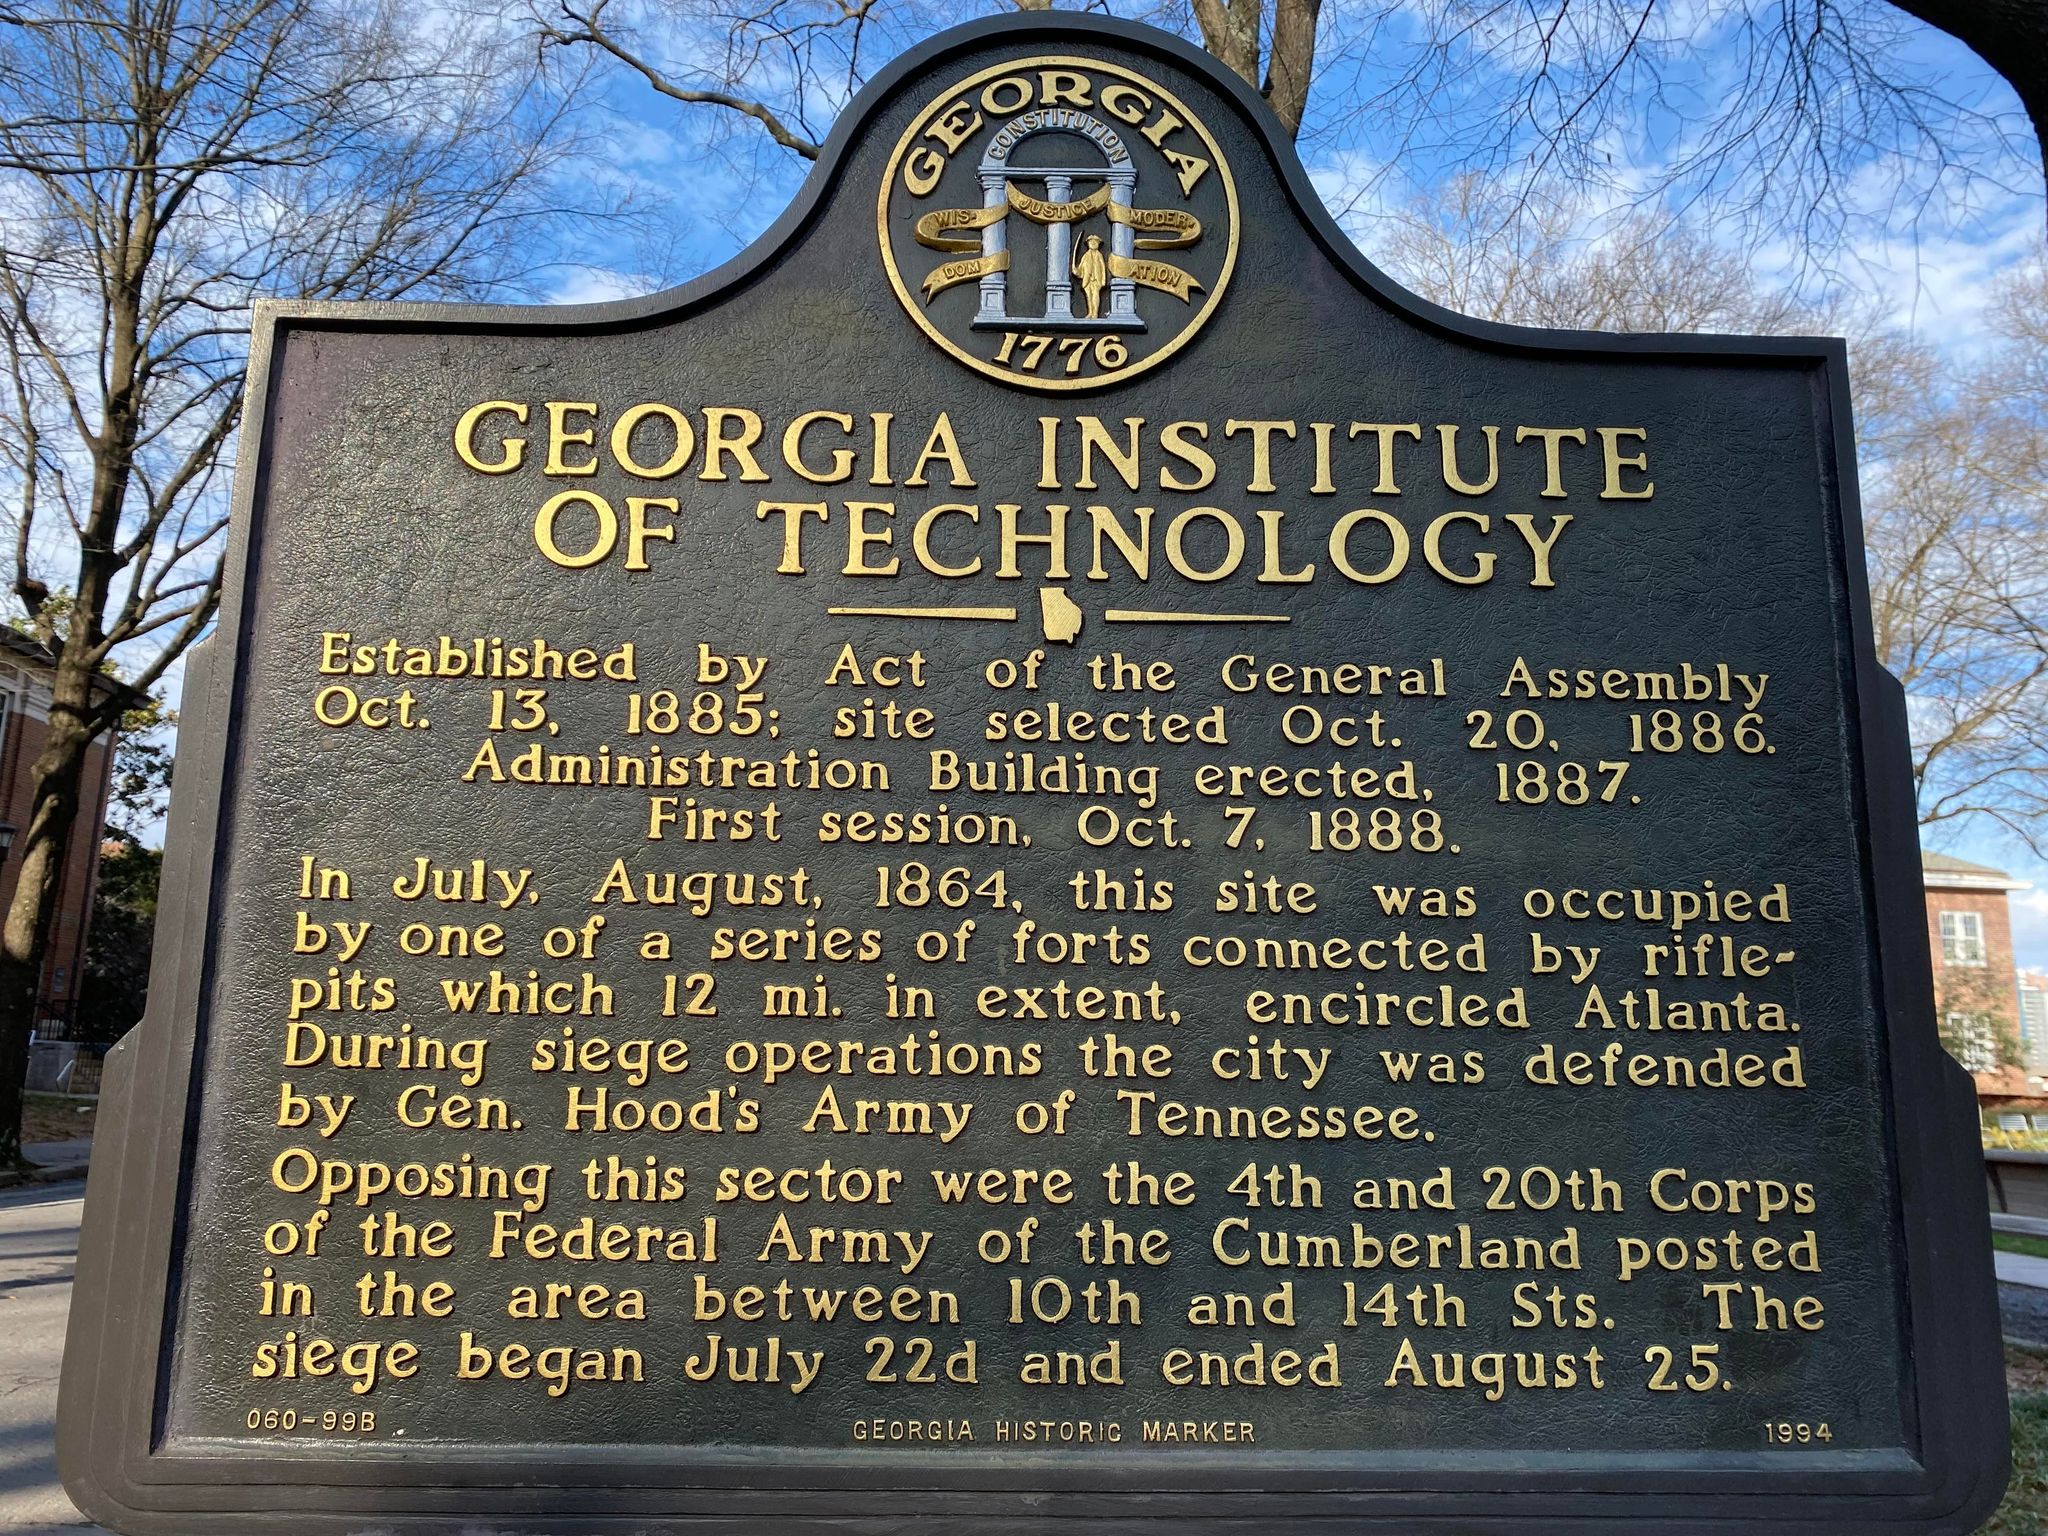 GEORGIA
CONSTITUTION
WIS-
JUSTICE
MODER-
DOM
ATION
1776
GEORGIA INSTITUTE
OF TECHNOLOGY
Established by Act of the General Assembly
Oct. 13, 1885; site selected Oct. 20, 1886.
Administration Building erected, 1887.
First session, Oct. 7, 1888.
In July, August, 1864, this site was occupied
by one of a series of forts connected by rifle-
pits which 12 mi. in extent, encircled Atlanta.
During siege operations the city was defended
by Gen. Hood's Army of Tennessee.
Opposing this sector were the 4th and 20th Corps
of the Federal Army of the Cumberland posted
in the area between 10th and 14th Sts. The
siege began July 22d and ended August 25.
060-99B GEORGIA HISTORIC MARKER 1994